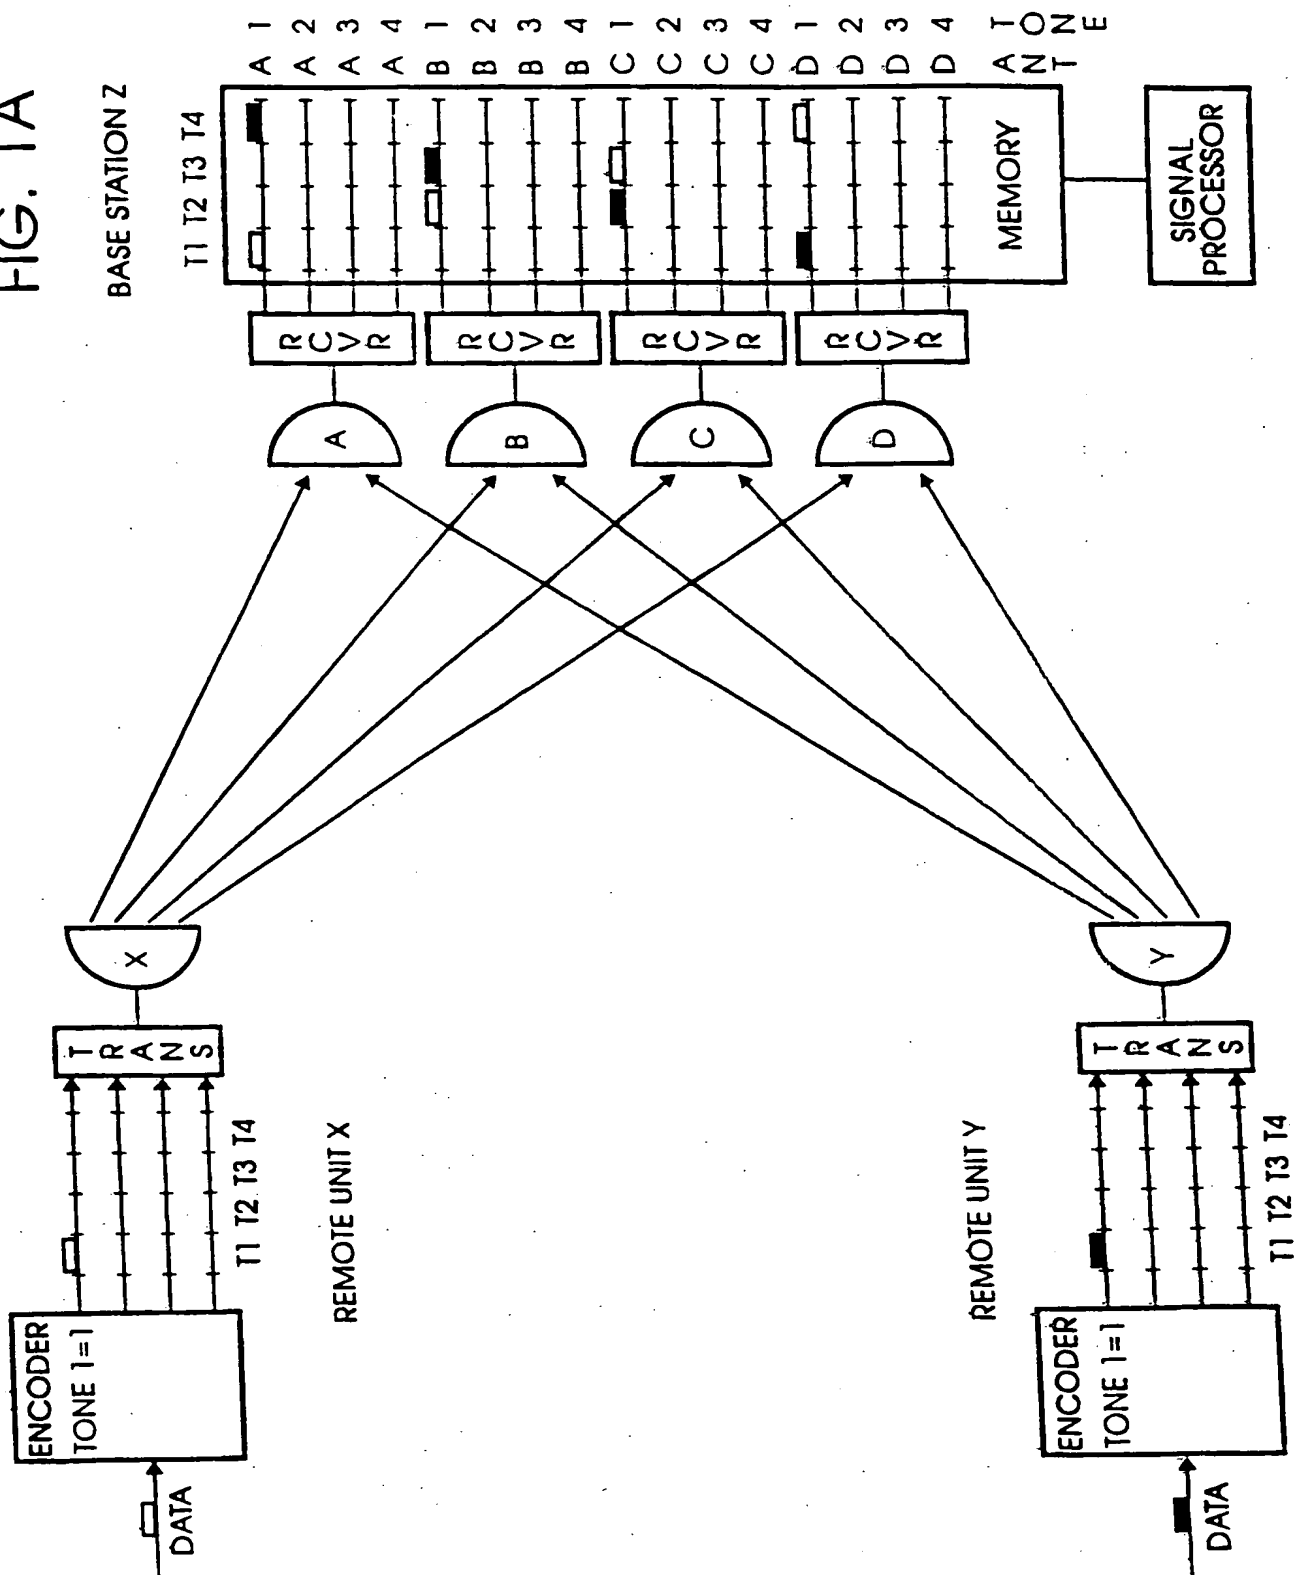 FIG. 1A
BASE STATION Z
T1 T2 T3 T4
A 1
A 2
A 3
A 4
B 1
B 2
B 3
B 4
C 1
C 2
C 3
C 4
D 1
D 2
D 3
D 4
ANT TONE
MEMORY
SIGNAL
PROCESSOR
RCVR
RCVR
RCVR
RCVR
A
B
C
D
X
TRANS
T1 T2 T3 T4
REMOTE UNIT X
ENCODER
TONE 1=1
DATA
Y
TRANS
T1 T2 T3 T4
REMOTE UNIT Y
ENCODER
TONE 1=1
DATA